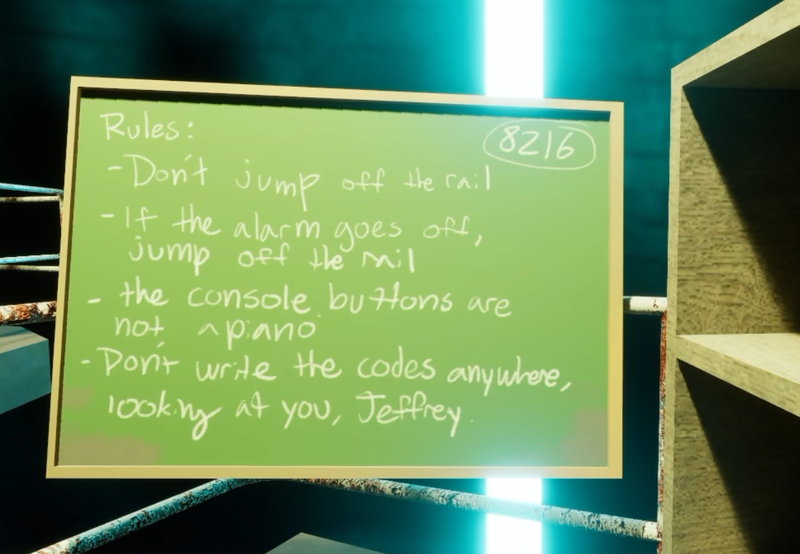 Rules:
8216
-Don't jump off the rail
-If the alarm goes off,
jump off the rail
- the console buttons are
not a piano
-Don't write the codes anywhere,
looking at you, Jeffrey.